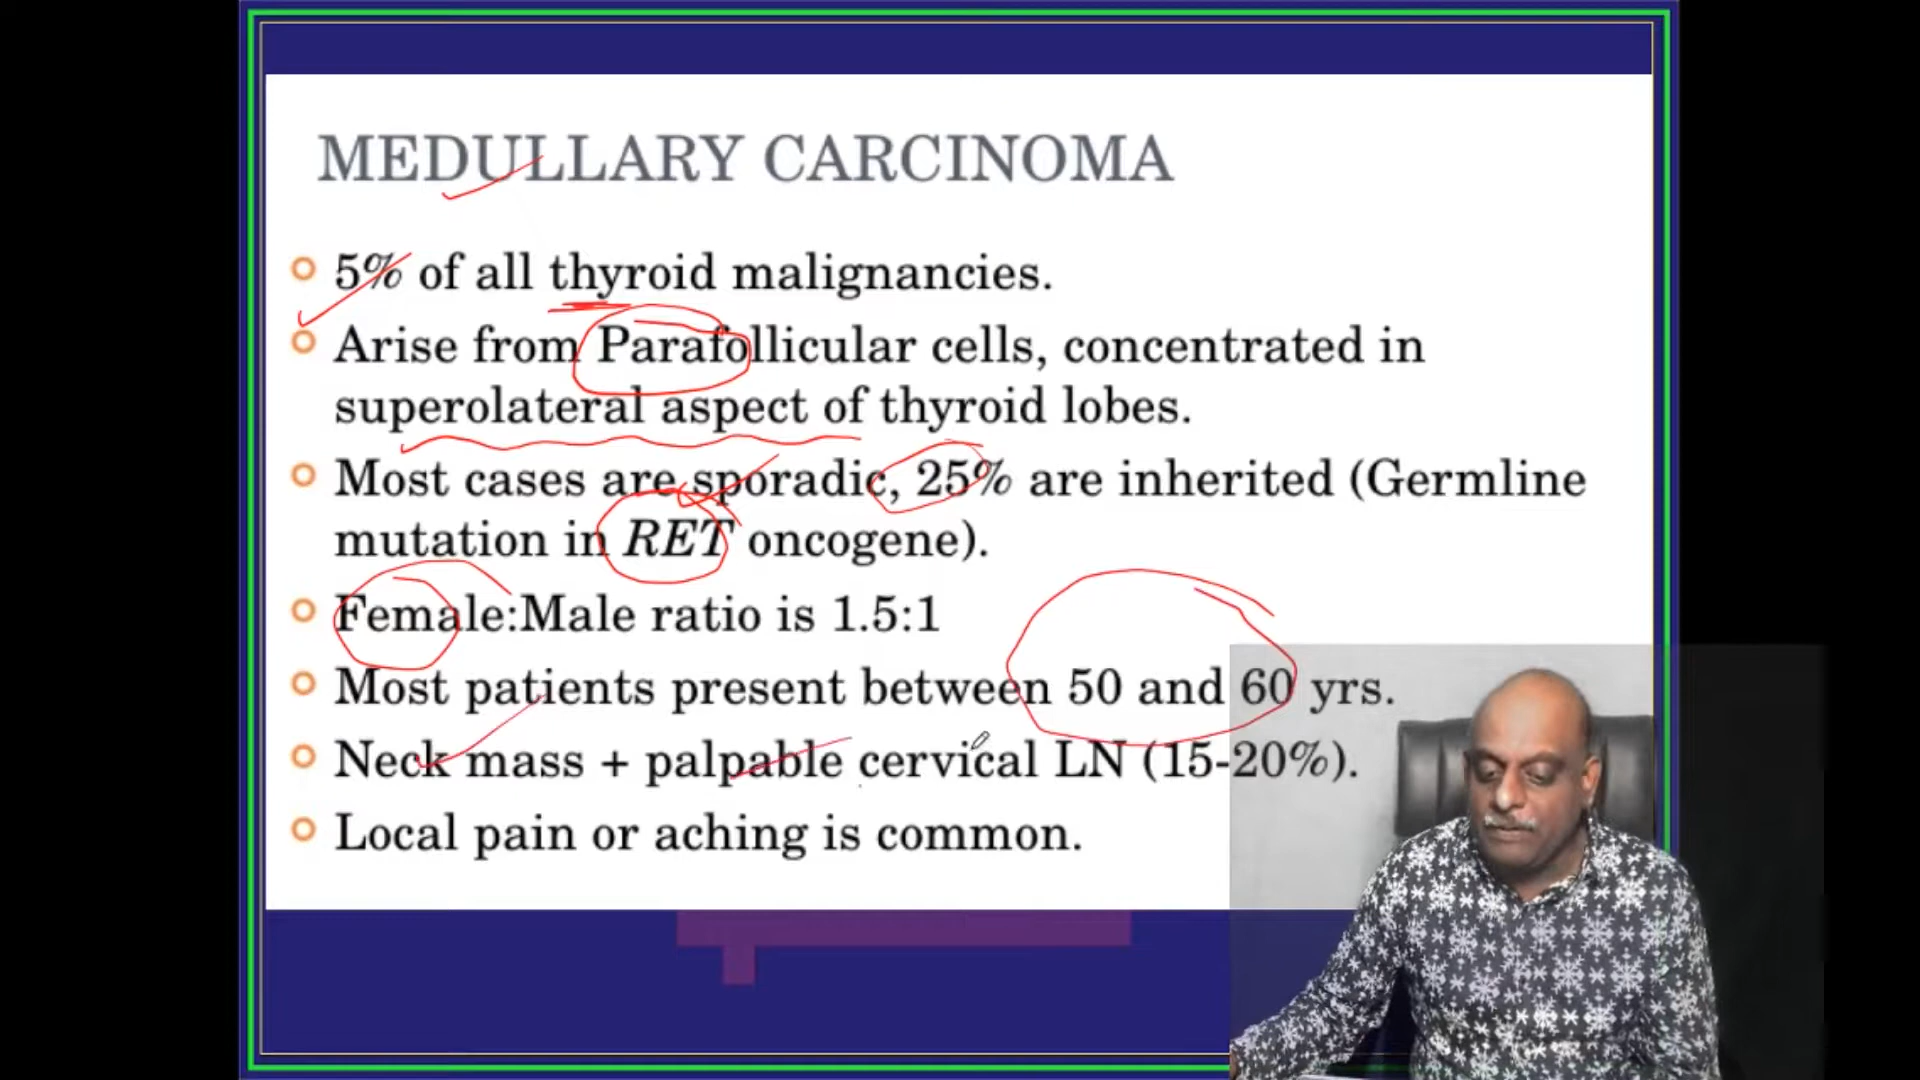 MEDULLARY CARCINOMA
5% of all thyroid malignancies.
Arise from Parafollicular cells, concentrated in
superolateral aspect of thyroid lobes.
Most cases are sporadic, 25% are inherited (Germline
mutation in RET oncogene).
Female:Male ratio is 1.5:1
Most patients present between 50 and 60 yrs.
Neck mass + palpable cervical LN (15-20%).
Local pain or aching is common.